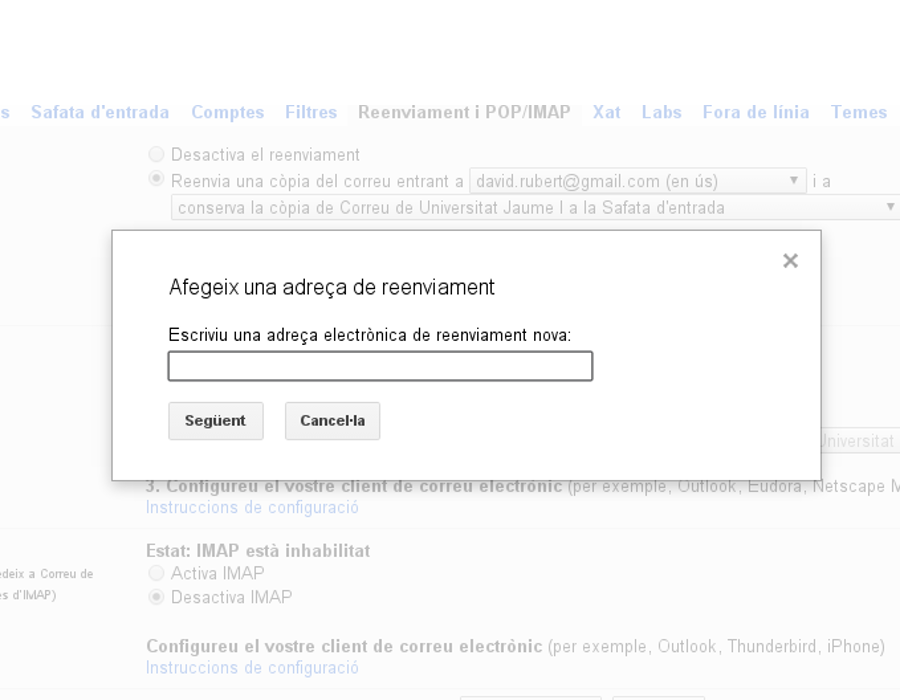 s Safata d'entrada Comptes Filtres Reenviament i POP/IMAP Xat Labs Fora de línia Temes
Desactiva el reenviament
Reenvia una còpia del correu entrant a david.rubert@gmail.com (en ús) i a
conserva la còpia de Correu de Universitat Jaume I a la Safata d'entrada
Afegeix una adreça de reenviament
Escriviu una adreça electrònica de reenviament nova:
Següent Cancel·la
Universitat
3. Configureu el vostre client de correu electrònic (per exemple, Outlook, Eudora, Netscape M
Instruccions de configuració
Estat: IMAP està inhabilitat
edeix a Correu de
Activa IMAP
es d'IMAP)
Desactiva IMAP
Configureu el vostre client de correu electrònic (per exemple, Outlook, Thunderbird, iPhone)
Instruccions de configuració